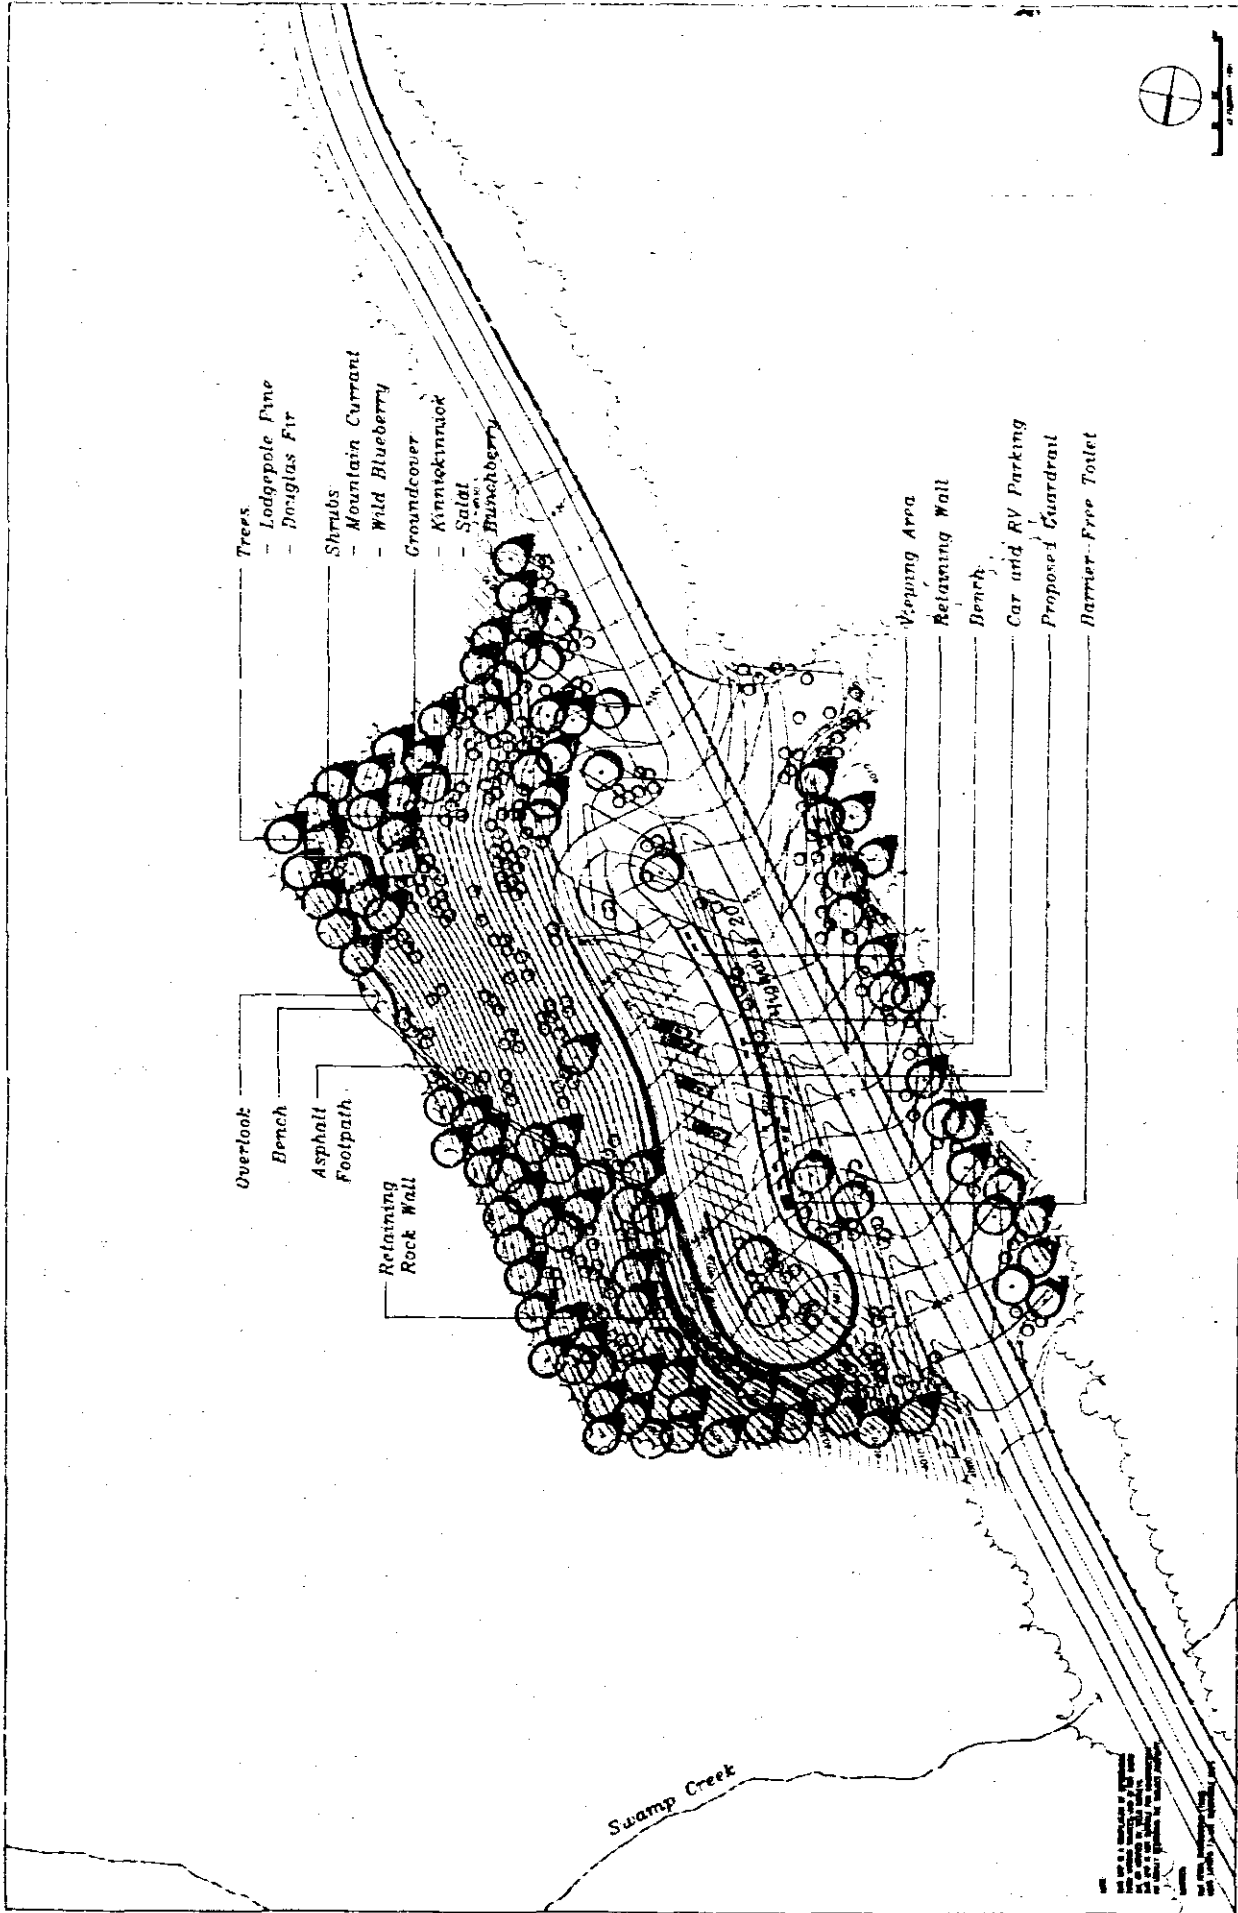 Trees
- Lodgepole Pine
- Douglas Fir
Shrubs
- Mountain Currant
- Wild Blueberry
Groundcover
- Kinnickinnick
- Salal
- Bunchberry
Overlook
Bench
Asphalt
Footpath
Retaining
Rock Wall
Highway 20
Viewing Area
Retaining Wall
Bench
Car and RV Parking
Proposed Guardrail
Barrier-Free Toilet
Swamp Creek